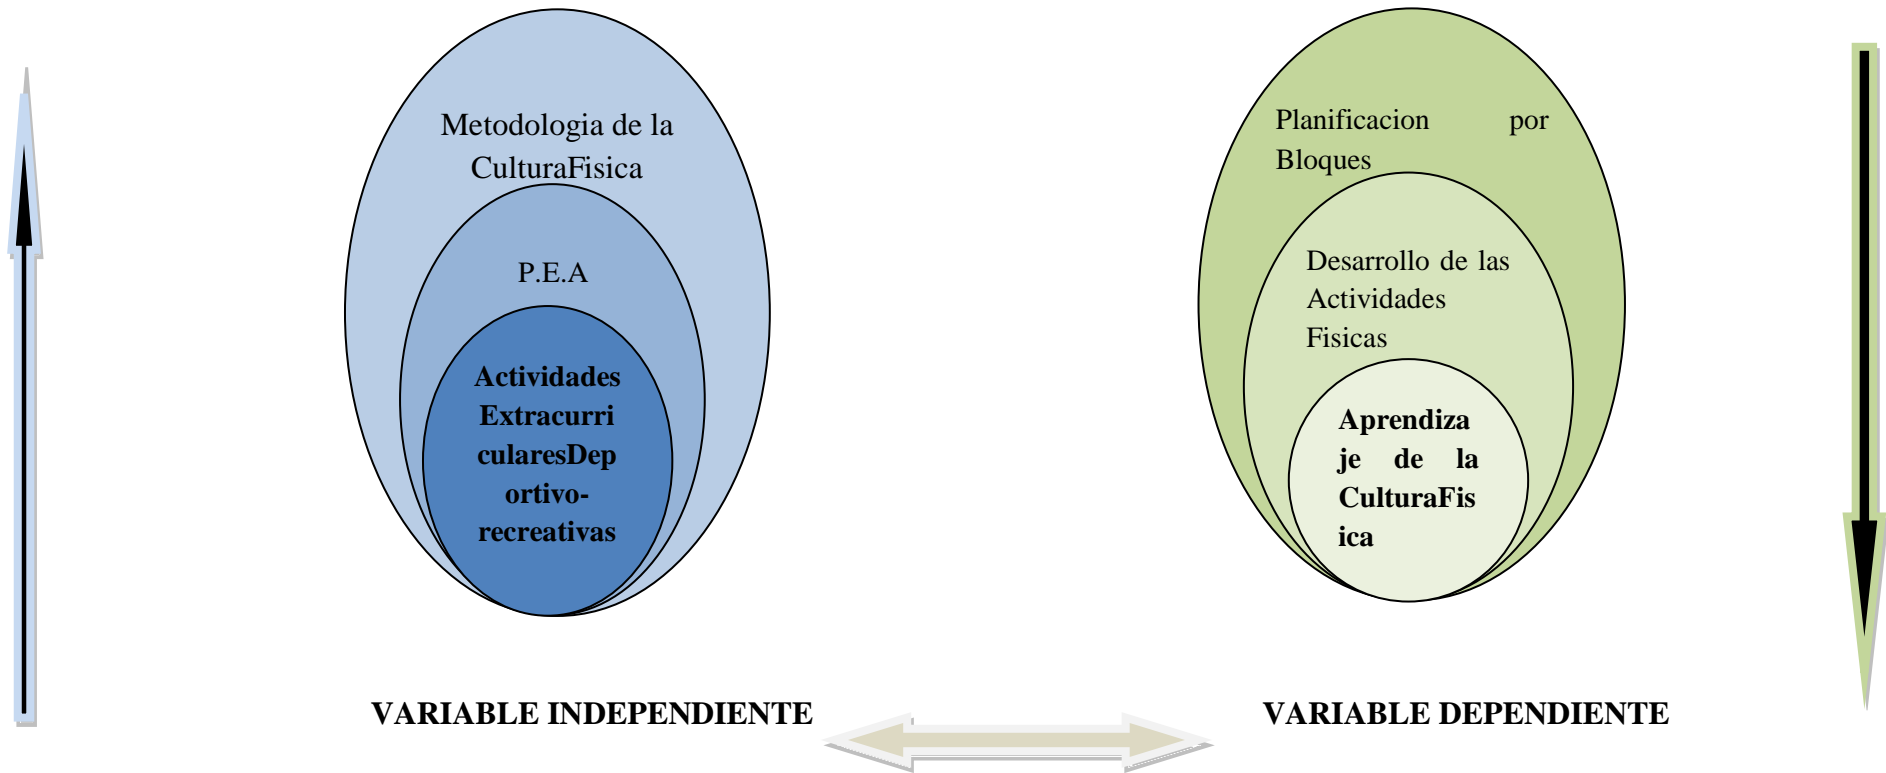 Metodologia de la
CulturaFisica
P.E.A
Actividades
Extracurri
cularesDep
ortivo-
recreativas
VARIABLE INDEPENDIENTE
Planificacion por
Bloques
Desarrollo de las
Actividades
Fisicas
Aprendiza
je de la
CulturaFis
ica
VARIABLE DEPENDIENTE